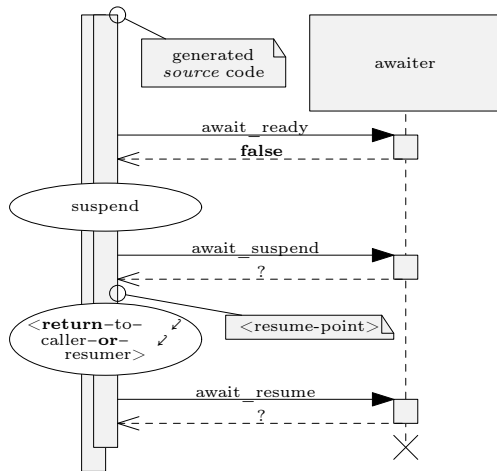 generated
source code
awaiter
await_ready
false
suspend
await_suspend
?
<return-to-
caller-or-
resumer>
<resume-point>
await_resume
?